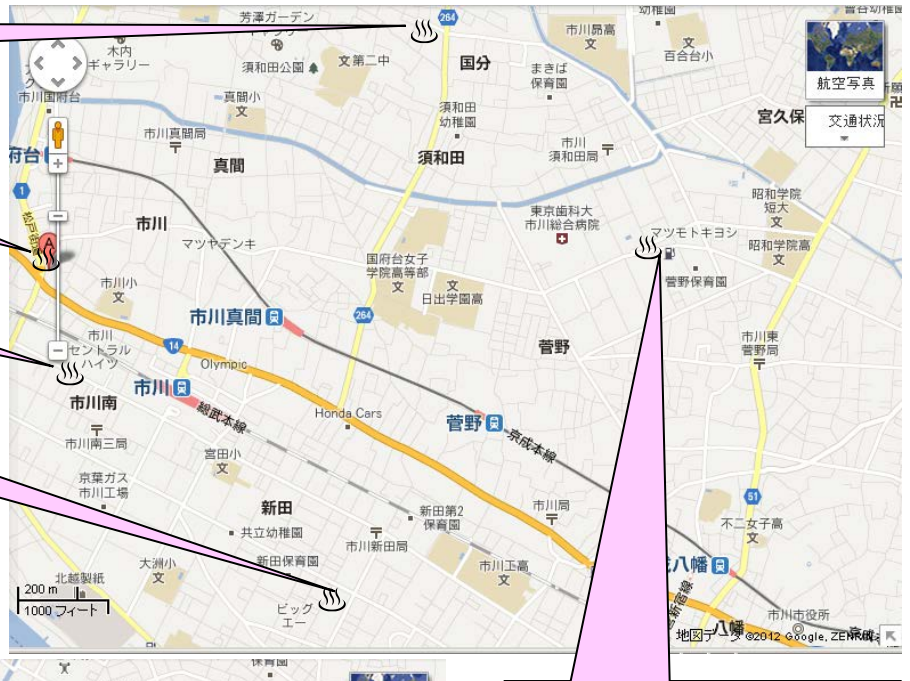 芳澤ガーデン
264
幼稚園
木内
ギャラリー
市川昂高
文
須和田公園
文 第二中
国分
文
百合台小
まきば
保育園
航空写真
市川国府台
真間小
文
須和田
幼稚園
宮久保
交通状況
市川真間局
市川
須和田局
府台
真間
須和田
1
昭和学院
短大
文
松戸街道
市川
東京歯科大
市川総合病院
マツモトキヨシ
A
マツヤデンキ
昭和学院高
文
国府台女子
学院高等部
文
文
日出学園高
菅野保育園
市川小
文
市川真間
264
市川
セントラル
ハイツ
14
菅野
市川東
菅野局
Olympic
市川
市川南
総武本線
Honda Cars
菅野
京成本線
市川南三局
宮田小
文
京葉ガス
市川工場
51
新田
新田第2
保育園
市川局
不二女子高
文
共立幼稚園
市川新田局
大洲小
文
新田保育園
市川工高
文
八幡
北越製紙
200 m
1000 フィート
ビッグ
エー
新宿線
市川市役所
八幡
地図データ ©2012 Google, ZENRIN
保育園